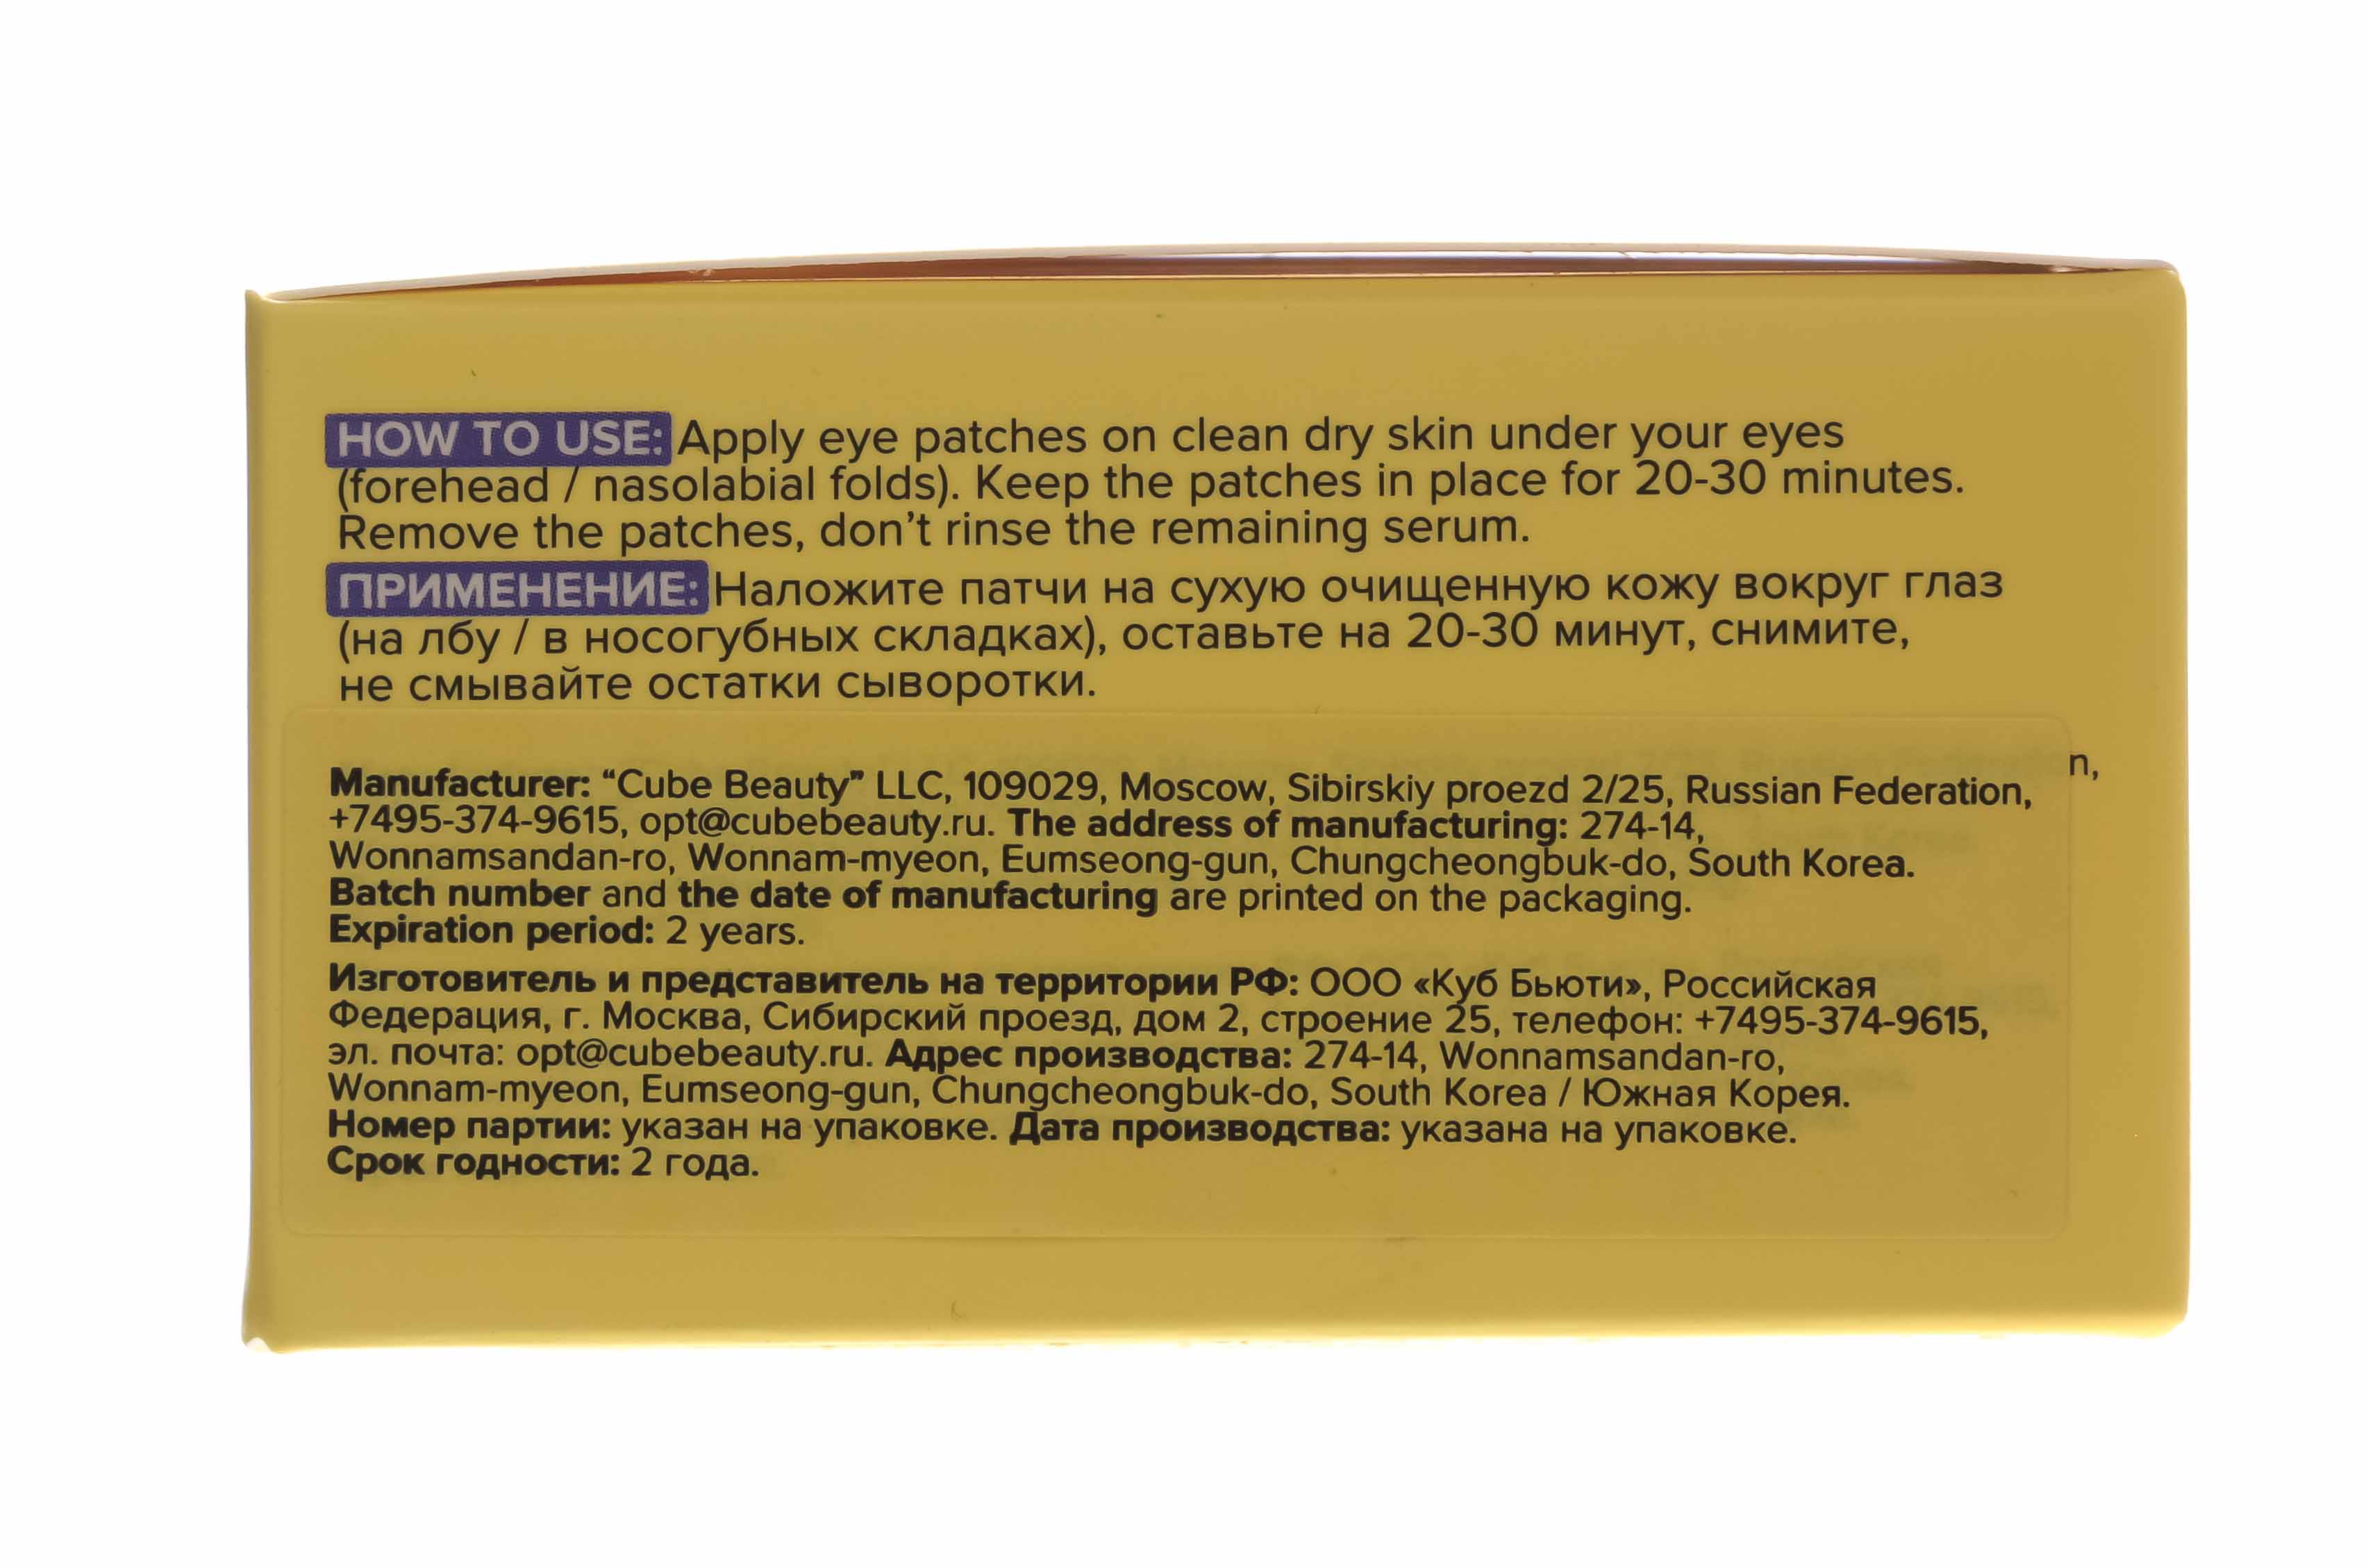 HOW TO USE: Apply eye patches on clean dry skin under your eyes
(forehead / nasolabial folds). Keep the patches in place for 20-30 minutes.
Remove the patches, don't rinse the remaining serum.
ПРИМЕНЕНИЕ: Наложите патчи на сухую очищенную кожу вокруг глаз
(на лбу / в носогубных складках), оставьте на 20-30 минут, снимите,
не смывайте остатки сыворотки.
n,
Manufacturer: “Cube Beauty” LLC, 109029, Moscow, Sibirskiy proezd 2/25, Russian Federation,
+7495-374-9615, opt@cubebeauty.ru. The address of manufacturing: 274-14,
Wonnamsandan-ro, Wonnam-myeon, Eumseong-gun, Chungcheongbuk-do, South Korea.
Batch number and the date of manufacturing are printed on the packaging.
Expiration period: 2 years.
Изготовитель и представитель на территории РФ: ООО «Куб Бьюти», Российская
Федерация, г. Москва, Сибирский проезд, дом 2, строение 25, телефон: +7495-374-9615,
эл. почта: opt@cubebeauty.ru. Адрес производства: 274-14, Wonnamsandan-ro,
Wonnam-myeon, Eumseong-gun, Chungcheongbuk-do, South Korea / Южная Корея.
Номер партии: указан на упаковке. Дата производства: указана на упаковке.
Срок годности: 2 года.